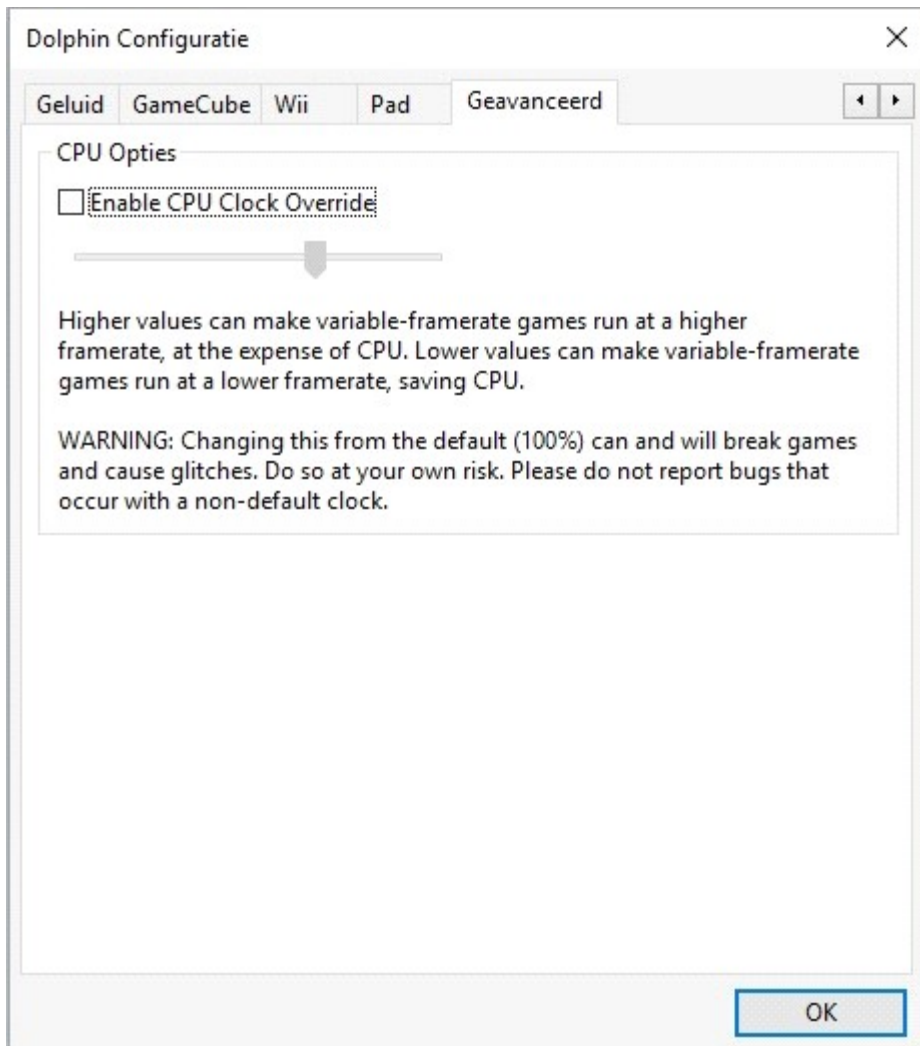 Dolphin Configuratie
Geluid GameCube Wii Pad Geavanceerd
CPU Opties
Enable CPU Clock Override
Higher values can make variable-framerate games run at a higher
framerate, at the expense of CPU. Lower values can make variable-framerate
games run at a lower framerate, saving CPU.
WARNING: Changing this from the default (100%) can and will break games
and cause glitches. Do so at your own risk. Please do not report bugs that
occur with a non-default clock.
OK